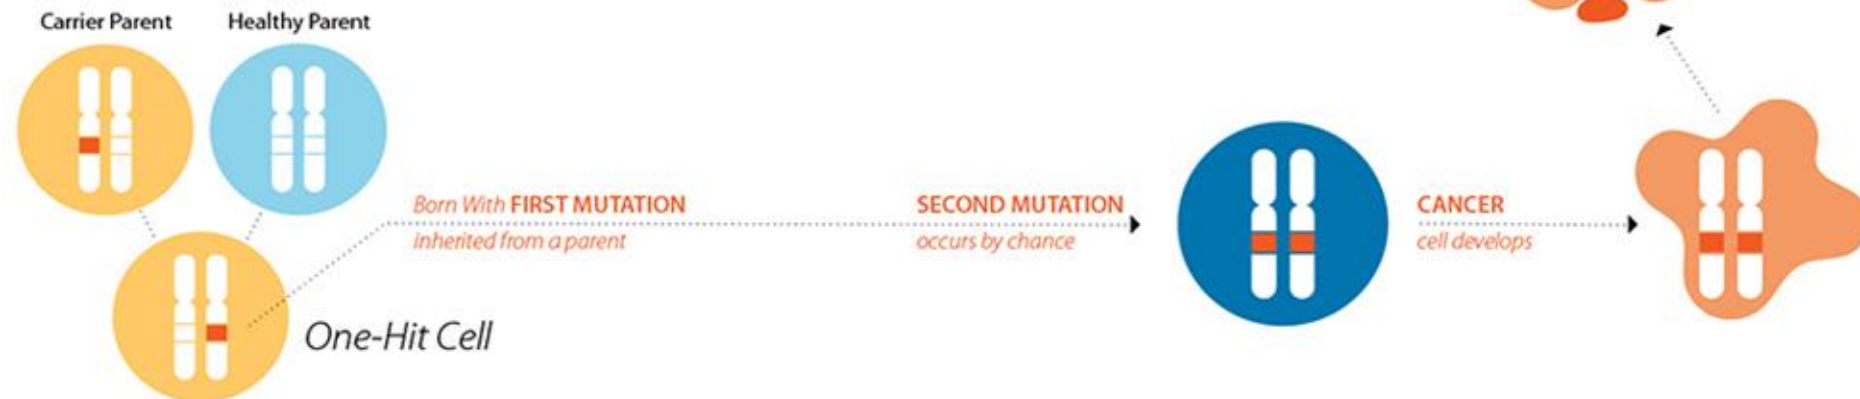 Carrier Parent
Healthy Parent
Born With FIRST MUTATION
inherited from a parent
SECOND MUTATION
occurs by chance
CANCER
cell develops
One-Hit Cell